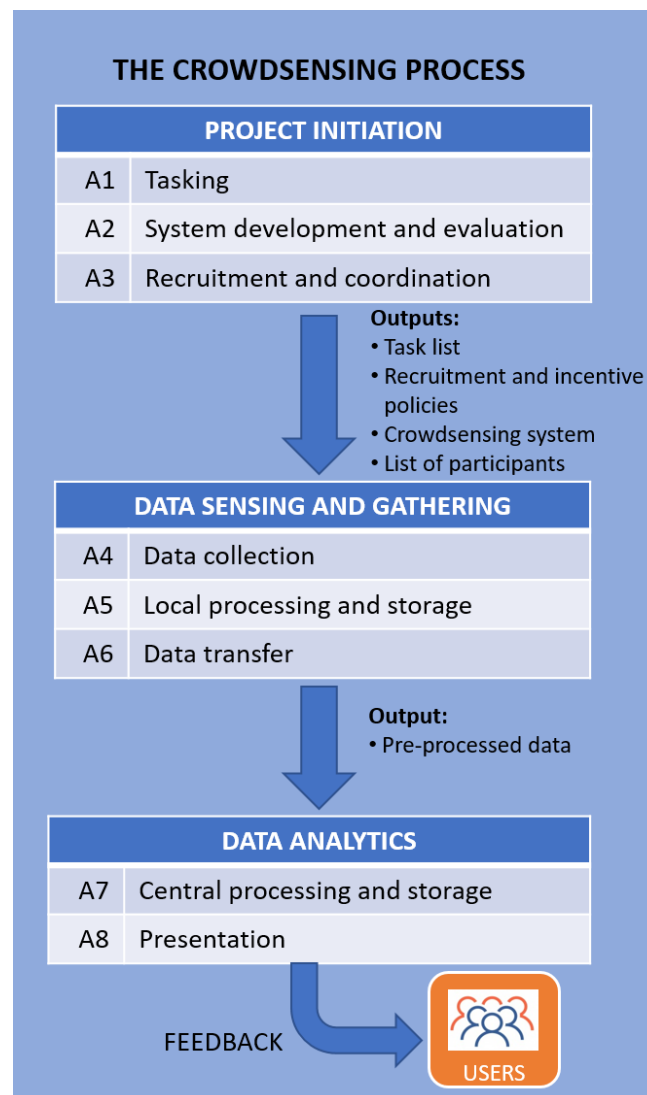 THE CROWDSENSING PROCESS
PROJECT INITIATION
A1 Tasking
A2 System development and evaluation
A3 Recruitment and coordination
Outputs:
• Task list
• Recruitment and incentive
policies
• Crowdsensing system
• List of participants
DATA SENSING AND GATHERING
A4 Data collection
A5 Local processing and storage
A6 Data transfer
Output:
• Pre-processed data
DATA ANALYTICS
A7 Central processing and storage
A8 Presentation
FEEDBACK
USERS